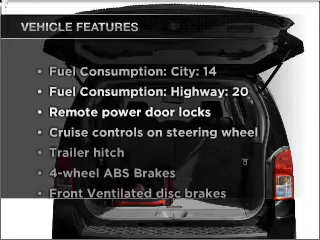 VEHICLE FEATURES
• Fuel Consumption: City: 14
• Fuel Consumption: Highway: 20
• Remote power door locks
• Cruise controls on steering wheel
• Trailer hitch
• 4-wheel ABS Brakes
• Front Ventilated disc brakes